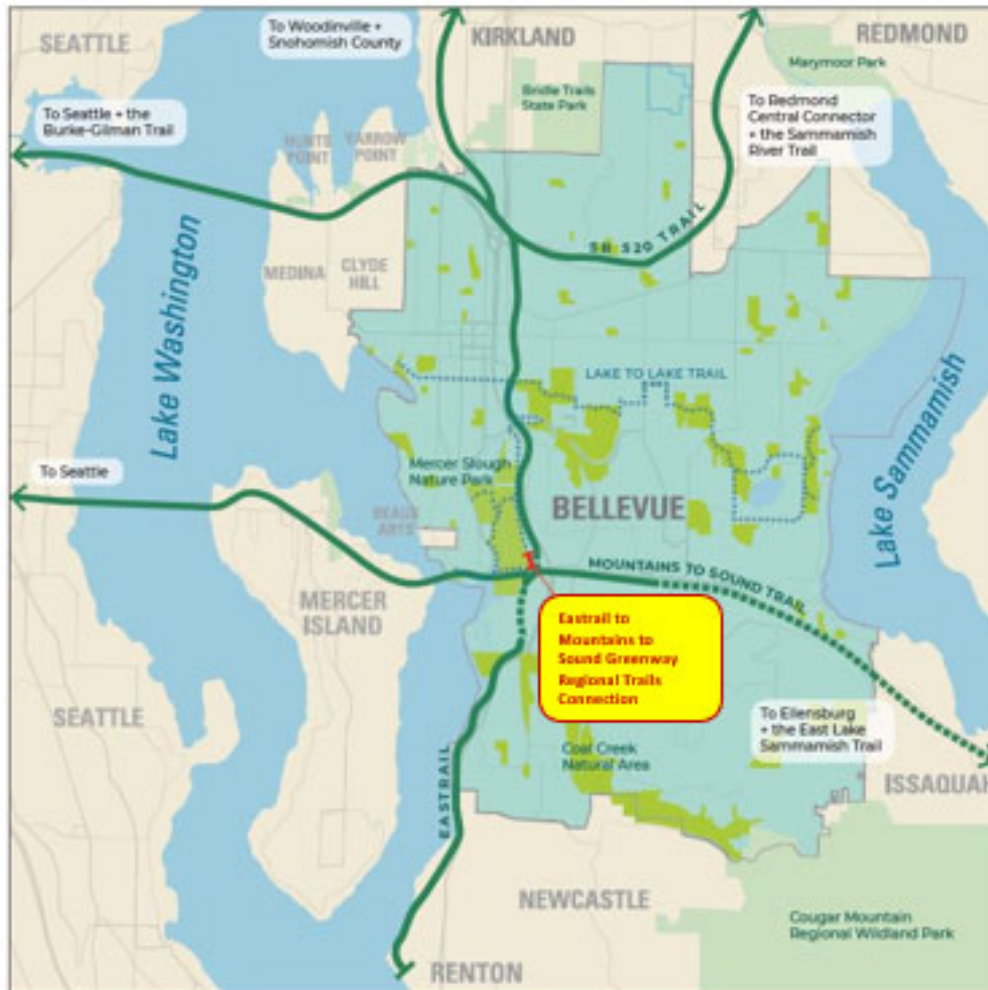 SEATTLE
To Woodinville +
Snohomish County
KIRKLAND
REDMOND
Marymoor Park
Bridle Trails
State Park
To Seattle + the
Burke-Gilman Trail
HUNTS
POINT
YARROW
POINT
To Redmond
Central Connector
+ the Sammamish
River Trail
SR 520 TRAIL
MEDINA
CLYDE
HILL
Lake Washington
LAKE TO LAKE TRAIL
Lake Sammamish
To Seattle
Mercer Slough
Nature Park
BELLEVUE
BEAUX
ARTS
MOUNTAINS TO SOUND TRAIL
MERCER
ISLAND
Eastrail to
Mountains to
Sound Greenway
Regional Trails
Connection
SEATTLE
To Ellensburg
+ the East Lake
Sammamish Trail
Coal Creek
Natural Area
ISSAQUAH
EASTRAIL
NEWCASTLE
Cougar Mountain
Regional Wildland Park
RENTON